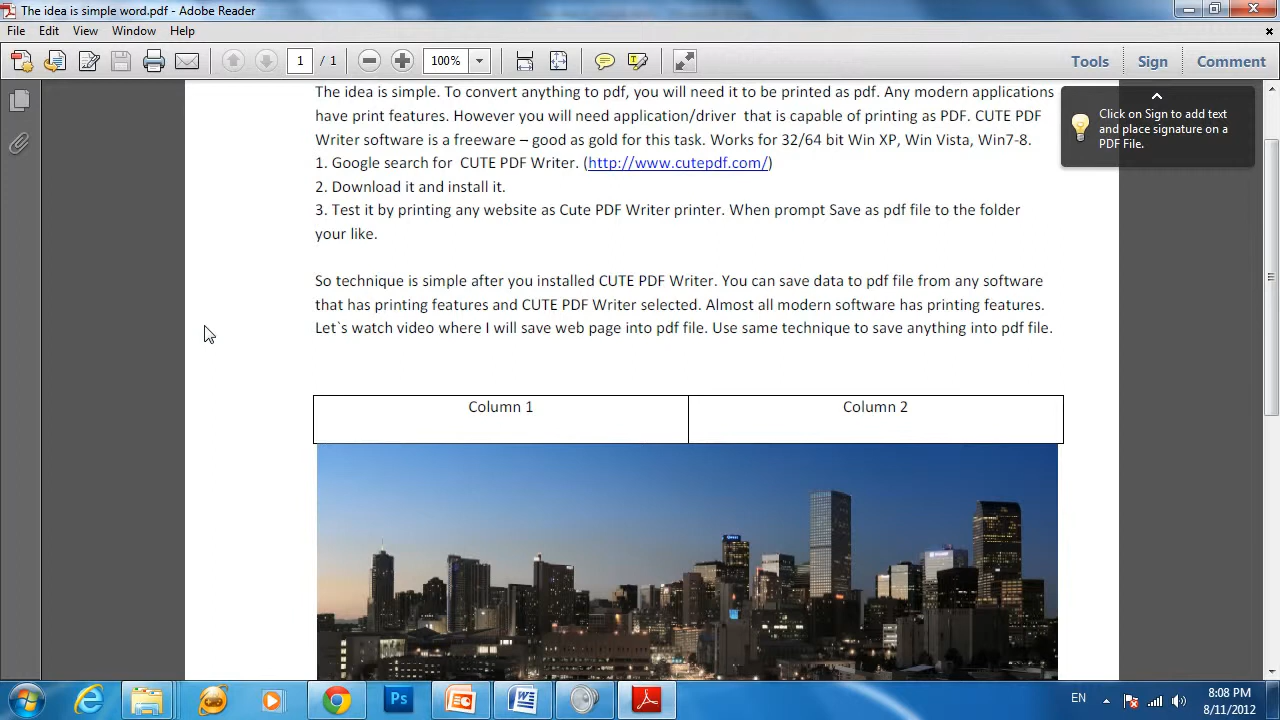 The idea is simple word.pdf - Adobe Reader
File Edit View Window Help
1 / 1 100% Tools Sign Comment
The idea is simple. To convert anything to pdf, you will need it to be printed as pdf. Any modern applications
have print features. However you will need application/driver that is capable of printing as PDF. CUTE PDF
Writer software is a freeware – good as gold for this task. Works for 32/64 bit Win XP, Win Vista, Win7-8.
1. Google search for CUTE PDF Writer. (http://www.cutepdf.com/)
2. Download it and install it.
3. Test it by printing any website as Cute PDF Writer printer. When prompt Save as pdf file to the folder
your like.
Click on Sign to add text
and place signature on a
PDF File.
So technique is simple after you installed CUTE PDF Writer. You can save data to pdf file from any software
that has printing features and CUTE PDF Writer selected. Almost all modern software has printing features.
Let`s watch video where I will save web page into pdf file. Use same technique to save anything into pdf file.
Column 1 Column 2
Qwest
Ps
EN
8:08 PM
8/11/2012